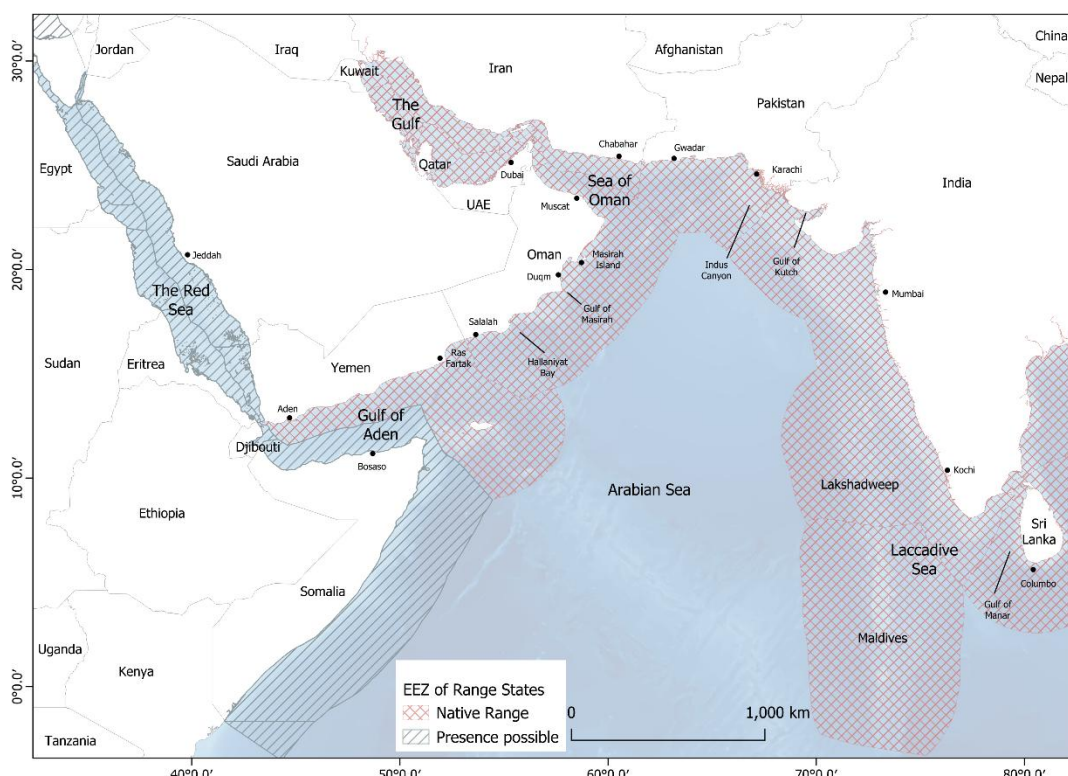 Jordan
Iraq
Afghanistan
China
Nepal
Kuwait
Iran
Pakistan
The
Gulf
Chabahar
Gwadar
Egypt
Saudi Arabia
Qatar
Dubai
Sea of
Oman
Karachi
India
UAE
Muscat
Jeddah
Oman
Masirah
Island
Duqm
Indus
Canyon
Gulf of
Kutch
The Red
Sea
Gulf of
Masirah
Mumbai
Salalah
Sudan
Eritrea
Yemen
Ras
Fartak
Hallaniyat
Bay
Aden
Gulf of
Aden
Djibouti
Bosaso
Kochi
Arabian Sea
Lakshadweep
Ethiopia
Sri
Lanka
Laccadive
Sea
Columbo
Somalia
Gulf of
Manar
Uganda
Kenya
Maldives
Tanzania
EEZ of Range States
Native Range
Presence possible
0
1,000 km
30°0.0'
20°0.0'
10°0.0'
0°0.0'
40°0.0'
50°0.0'
60°0.0'
70°0.0'
80°0.0'